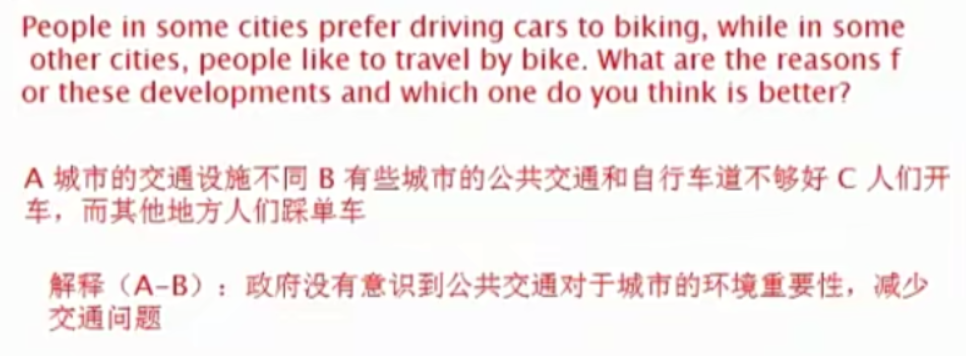 People in some cities prefer driving cars to biking, while in some
other cities, people like to travel by bike. What are the reasons f
or these developments and which one do you think is better?
A 城市的交通设施不同 B 有些城市的公共交通和自行车道不够好 C 人们开
车，而其他地方人们踩单车
解释（A-B）：政府没有意识到公共交通对于城市的环境重要性，减少
交通问题